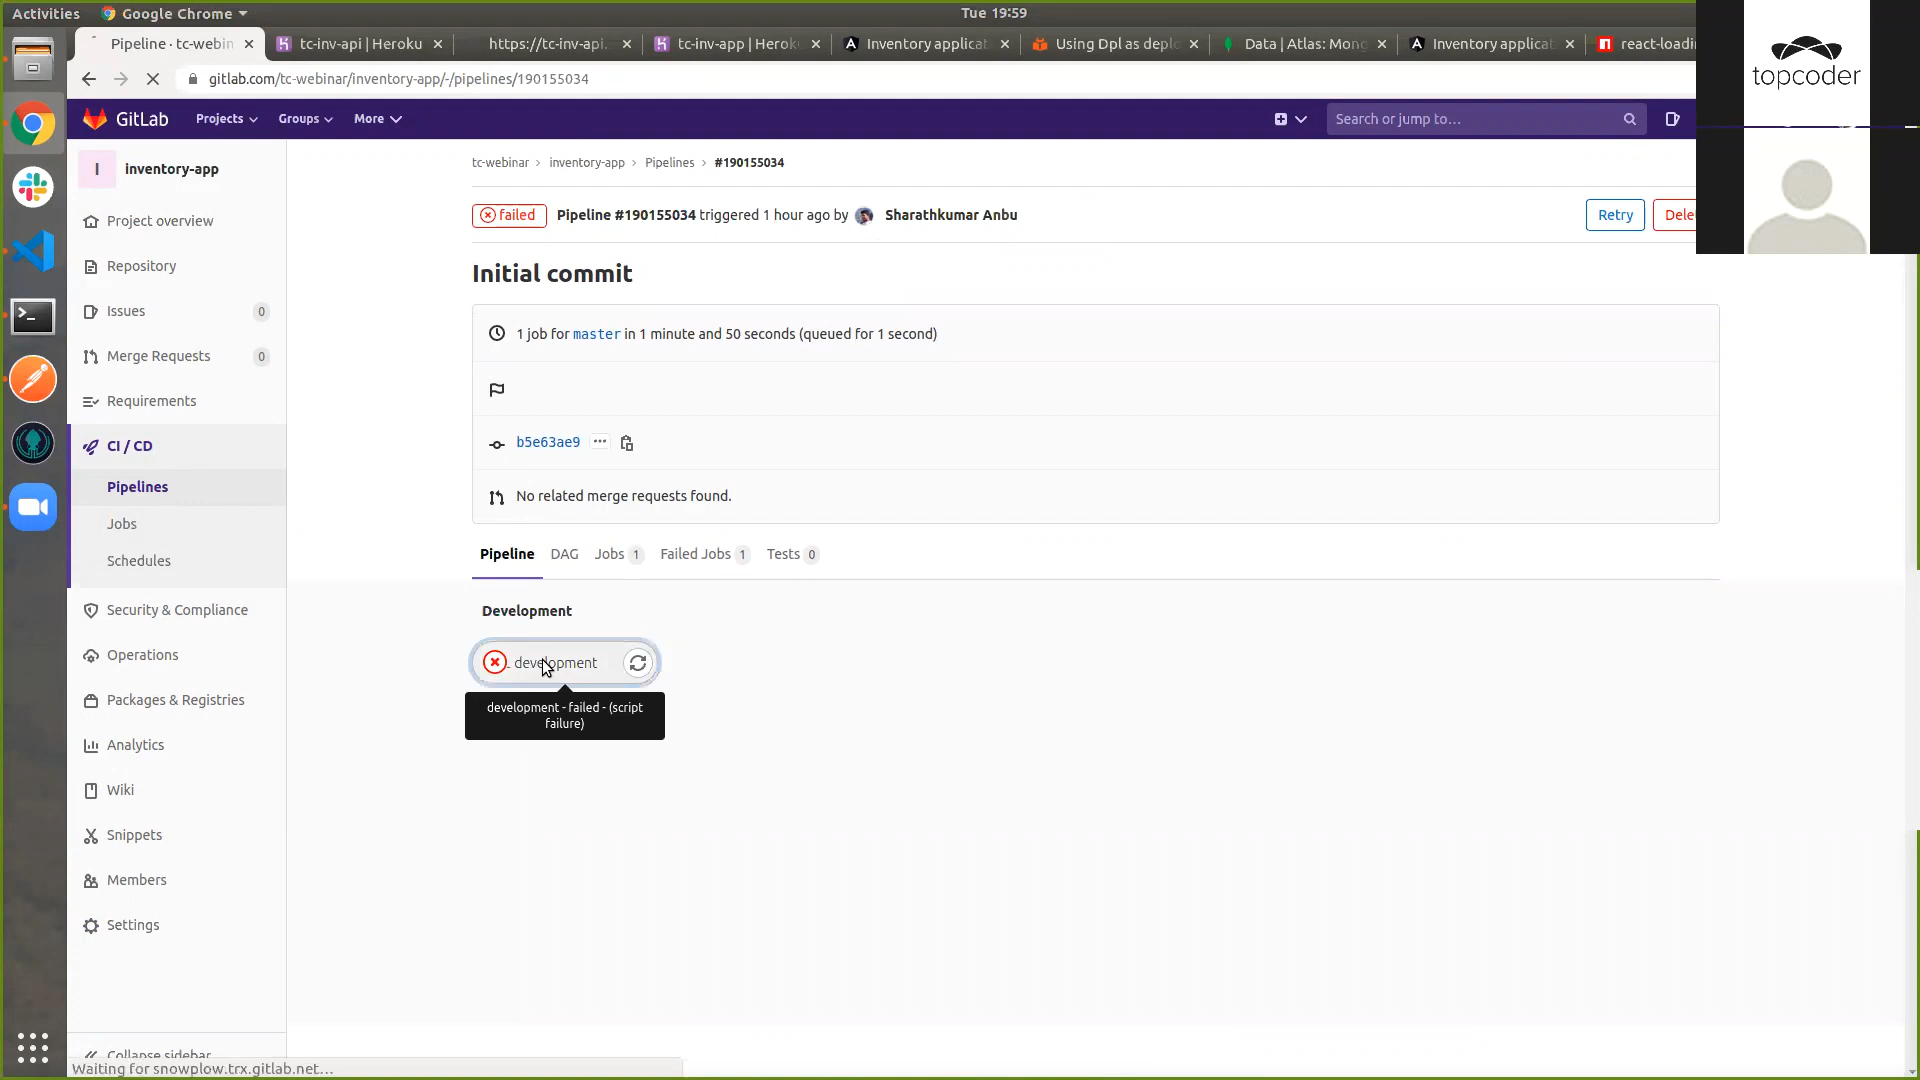 Activities
Google Chrome
Tue 19:59
Pipeline · tc-webin
tc-inv-api | Heroku
https://tc-inv-api.
tc-inv-app | Herok
Inventory applicat
Using Dpl as deplo
Data | Atlas: Mong
Inventory applicat
react-loadi
gitlab.com/tc-webinar/inventory-app/-/pipelines/190155034
topcoder
GitLab
Projects
Groups
More
Search or jump to…
I
inventory-app
Project overview
Repository
Issues 0
Merge Requests 0
Requirements
CI / CD
Pipelines
Jobs
Schedules
Security & Compliance
Operations
Packages & Registries
Analytics
Wiki
Snippets
Members
Settings
Collapse sidebar
tc-webinar › inventory-app › Pipelines › #190155034
failed Pipeline #190155034 triggered 1 hour ago by Sharathkumar Anbu
Retry
Dele
Initial commit
1 job for master in 1 minute and 50 seconds (queued for 1 second)
b5e63ae9
No related merge requests found.
Pipeline DAG Jobs 1 Failed Jobs 1 Tests 0
Development
development
development - failed - (script
failure)
Waiting for snowplow.trx.gitlab.net…